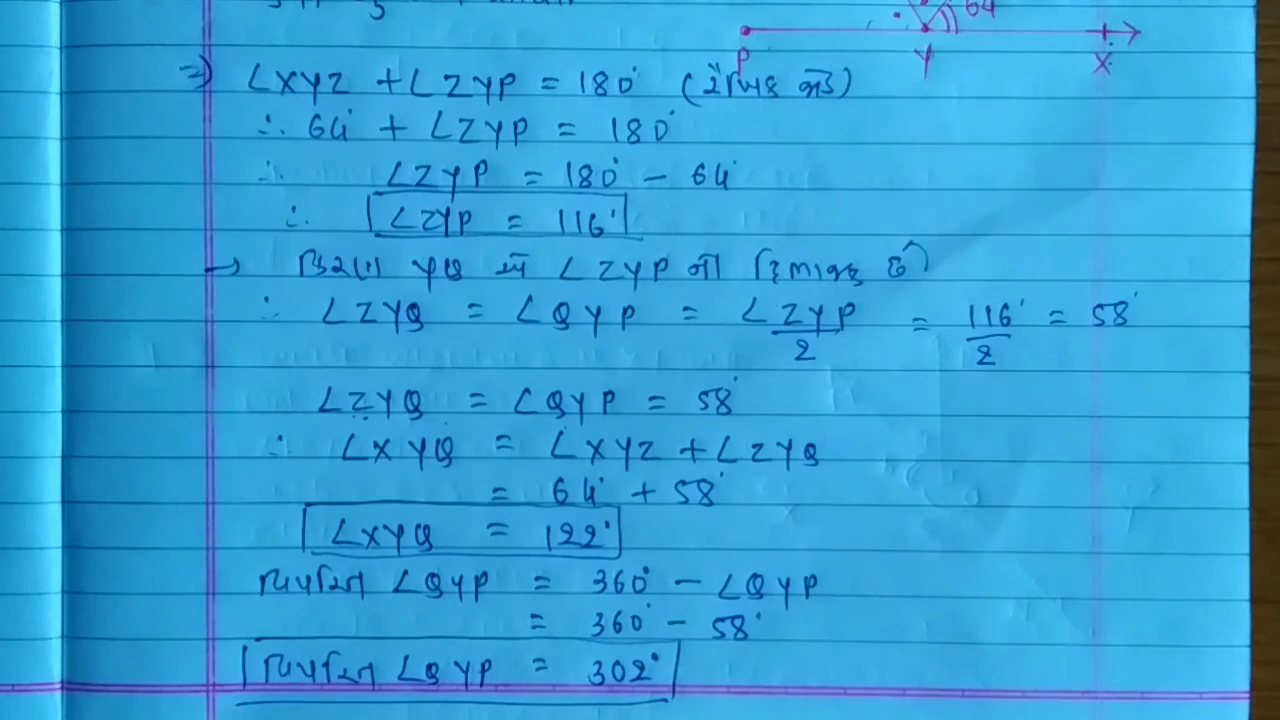 64
P Y X
⇒ ∠XYZ + ∠ZYP = 180° (રૈખિક જોડ)
∴ 64° + ∠ZYP = 180°
∴ ∠ZYP = 180° - 64°
∴ ∠ZYP = 116°
→ કિરણ YQ એ ∠ZYP નો દ્વિભાજક છે
∴ ∠ZYQ = ∠QYP = ∠ZYP/2 = 116°/2 = 58°
∠ZYQ = ∠QYP = 58°
∴ ∠XYQ = ∠XYZ + ∠ZYQ
= 64° + 58°
∠XYQ = 122°
વિપરિત ∠QYP = 360° - ∠QYP
= 360° - 58°
વિપરિત ∠QYP = 302°